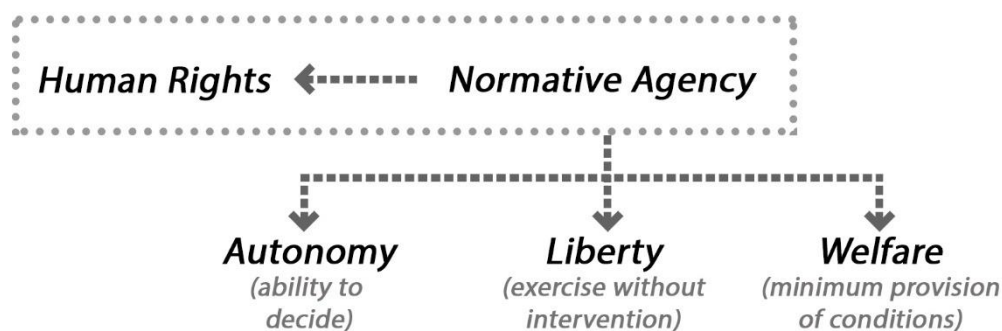 Human Rights
Normative Agency
Autonomy
(ability to
decide)
Liberty
(exercise without
intervention)
Welfare
(minimum provision
of conditions)